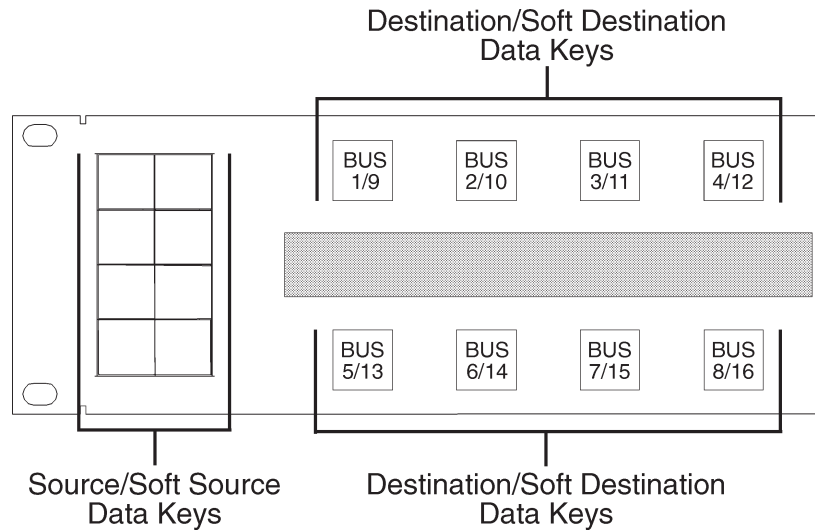 Destination/Soft Destination
Data Keys
BUS
1/9
BUS
2/10
BUS
3/11
BUS
4/12
BUS
5/13
BUS
6/14
BUS
7/15
BUS
8/16
Source/Soft Source
Data Keys
Destination/Soft Destination
Data Keys